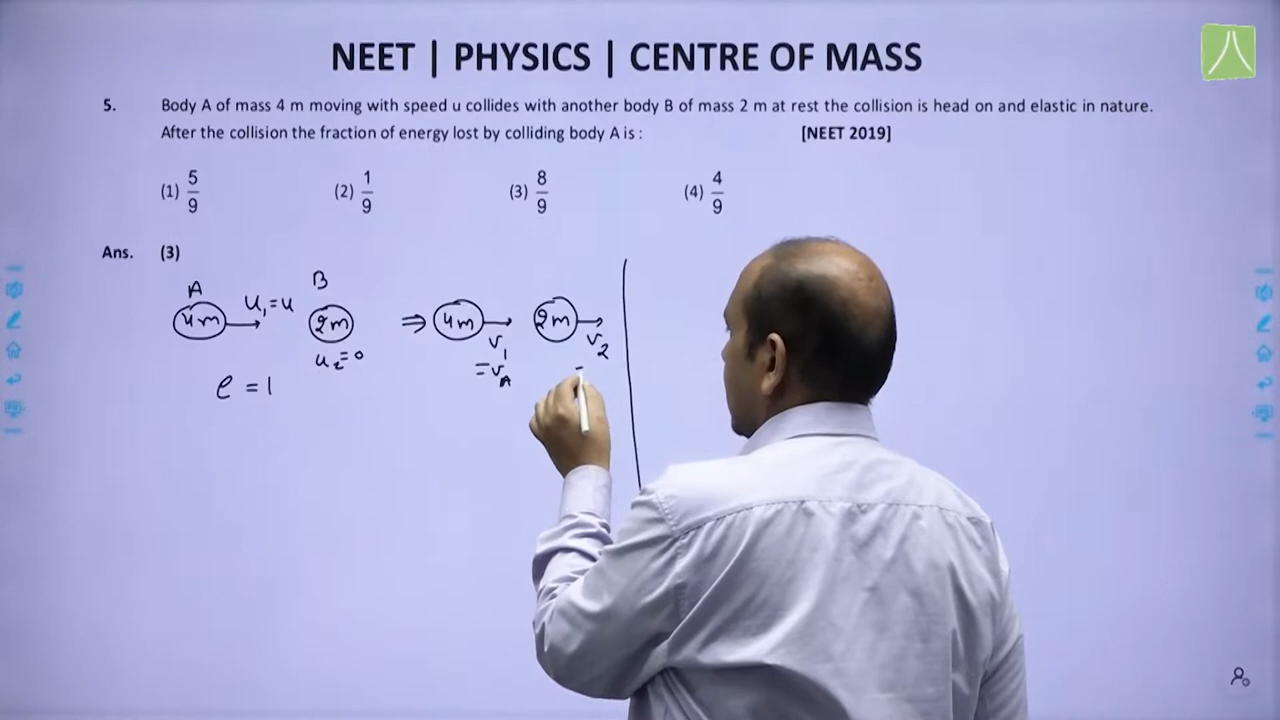 NEET | PHYSICS | CENTRE OF MASS
5. Body A of mass 4 m moving with speed u collides with another body B of mass 2 m at rest the collision is head on and elastic in nature.
After the collision the fraction of energy lost by colliding body A is : [NEET 2019]
(1) 5/9 (2) 1/9 (3) 8/9 (4) 4/9
Ans. (3)
A B
4m u₁=u 2m ⇒ 4m 2m
u₂=0 v₁ v₂
=v_A =
e = 1